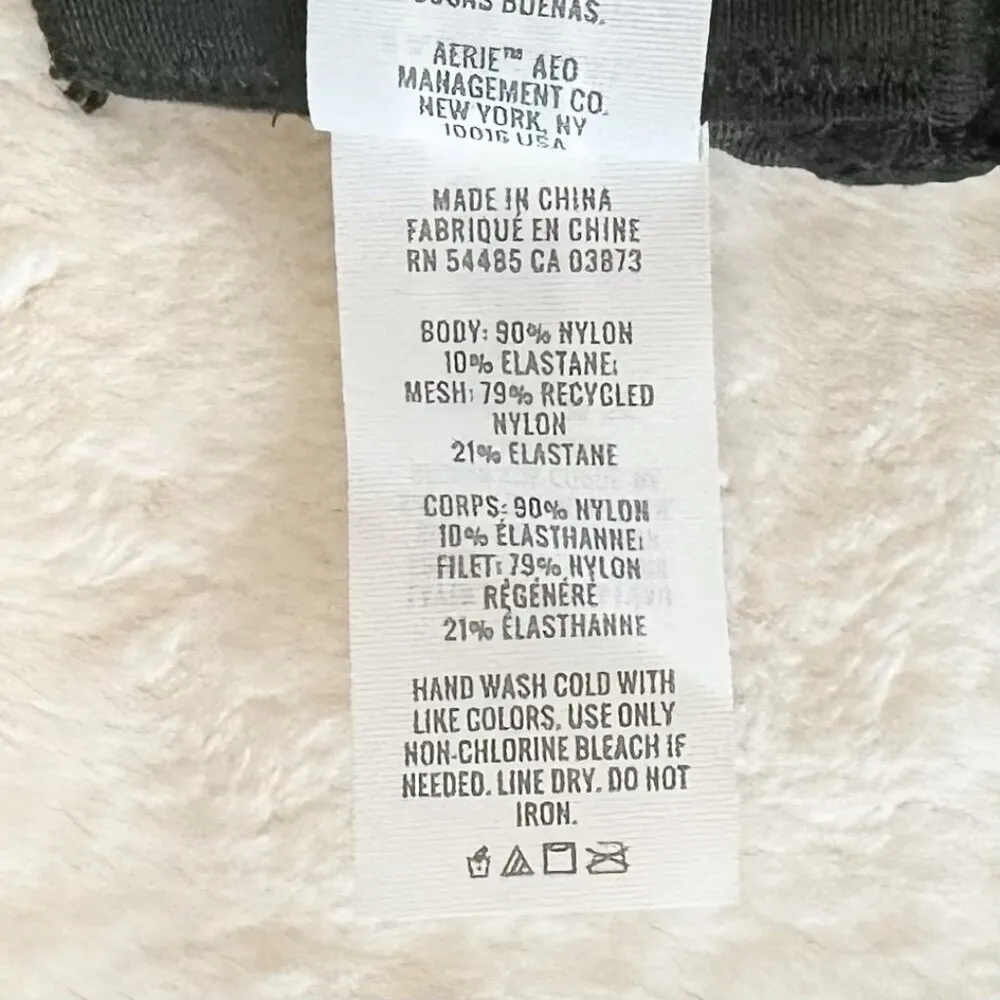 BUENAS.
AERIE™ AEO
MANAGEMENT CO.
NEW YORK, NY
10016 USA
MADE IN CHINA
FABRIQUÉ EN CHINE
RN 54485 CA 03873
BODY: 90% NYLON
10% ELASTANE;
MESH: 79% RECYCLED
NYLON
21% ELASTANE
CORPS: 90% NYLON
10% ÉLASTHANNE;
FILET: 79% NYLON
RÉGÉNÉRÉ
21% ÉLASTHANNE
HAND WASH COLD WITH
LIKE COLORS. USE ONLY
NON-CHLORINE BLEACH IF
NEEDED. LINE DRY. DO NOT
IRON.